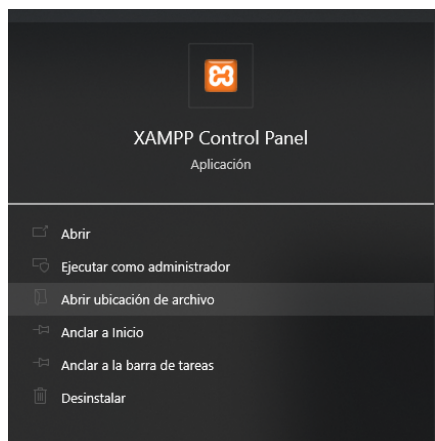 XAMPP Control Panel
Aplicación
Abrir
Ejecutar como administrador
Abrir ubicación de archivo
Anclar a Inicio
Anclar a la barra de tareas
Desinstalar